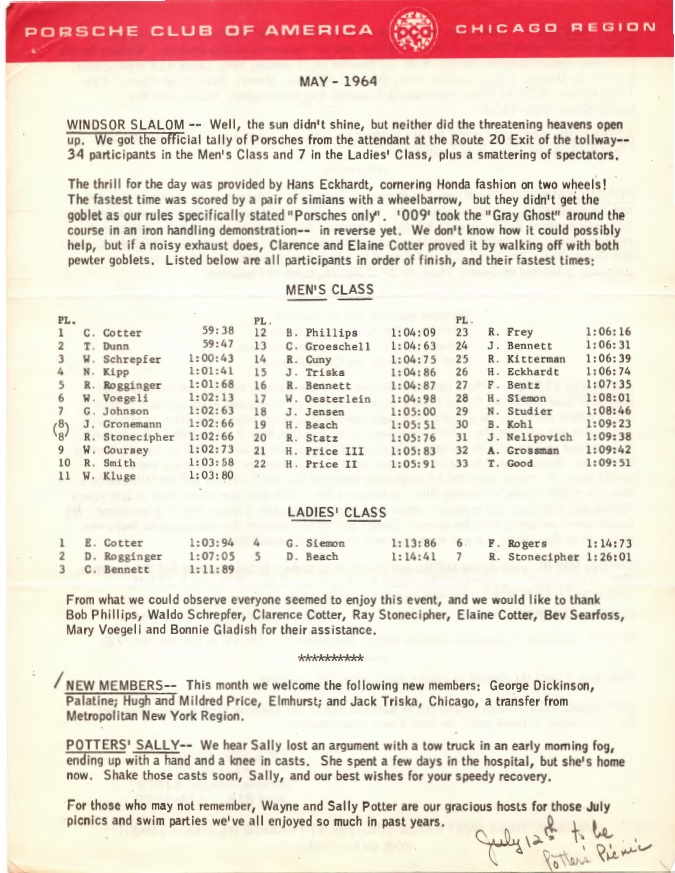 PORSCHE CLUB OF AMERICA PCA CHICAGO REGION
MAY - 1964
WINDSOR SLALOM -- Well, the sun didn't shine, but neither did the threatening heavens open
up. We got the official tally of Porsches from the attendant at the Route 20 Exit of the tollway--
34 participants in the Men's Class and 7 in the Ladies' Class, plus a smattering of spectators.
The thrill for the day was provided by Hans Eckhardt, cornering Honda fashion on two wheels!
The fastest time was scored by a pair of simians with a wheelbarrow, but they didn't get the
goblet as our rules specifically stated "Porsches only". '009' took the "Gray Ghost" around the
course in an iron handling demonstration-- in reverse yet. We don't know how it could possibly
help, but if a noisy exhaust does, Clarence and Elaine Cotter proved it by walking off with both
pewter goblets. Listed below are all participants in order of finish, and their fastest times:
MEN'S CLASS
PL. PL. PL.
1 C. Cotter 59:38 12 B. Phillips 1:04:09 23 R. Frey 1:06:16
2 T. Dunn 59:47 13 C. Groeschell 1:04:63 24 J. Bennett 1:06:31
3 W. Schrepfer 1:00:43 14 R. Cuny 1:04:75 25 R. Kitterman 1:06:39
4 N. Kipp 1:01:41 15 J. Triska 1:04:86 26 H. Eckhardt 1:06:74
5 R. Rogginger 1:01:68 16 R. Bennett 1:04:87 27 F. Bentz 1:07:35
6 W. Voegeli 1:02:13 17 W. Oesterlein 1:04:98 28 H. Siemon 1:08:01
7 G. Johnson 1:02:63 18 J. Jensen 1:05:00 29 N. Studier 1:08:46
(8) J. Gronemann 1:02:66 19 H. Beach 1:05:51 30 B. Kohl 1:09:23
(8) R. Stonecipher 1:02:66 20 R. Statz 1:05:76 31 J. Nelipovich 1:09:38
9 W. Coursey 1:02:73 21 H. Price III 1:05:83 32 A. Grossman 1:09:42
10 R. Smith 1:03:58 22 H. Price II 1:05:91 33 T. Good 1:09:51
11 W. Kluge 1:03:80
LADIES' CLASS
1 E. Cotter 1:03:94 4 G. Siemon 1:13:86 6 F. Rogers 1:14:73
2 D. Rogginger 1:07:05 5 D. Beach 1:14:41 7 R. Stonecipher 1:26:01
3 C. Bennett 1:11:89
From what we could observe everyone seemed to enjoy this event, and we would like to thank
Bob Phillips, Waldo Schrepfer, Clarence Cotter, Ray Stonecipher, Elaine Cotter, Bev Searfoss,
Mary Voegeli and Bonnie Gladish for their assistance.
**********
NEW MEMBERS-- This month we welcome the following new members: George Dickinson,
Palatine; Hugh and Mildred Price, Elmhurst; and Jack Triska, Chicago, a transfer from
Metropolitan New York Region.
POTTERS' SALLY-- We hear Sally lost an argument with a tow truck in an early morning fog,
ending up with a hand and a knee in casts. She spent a few days in the hospital, but she's home
now. Shake those casts soon, Sally, and our best wishes for your speedy recovery.
For those who may not remember, Wayne and Sally Potter are our gracious hosts for those July
picnics and swim parties we've all enjoyed so much in past years.
July 12th to be
Potters' Picnic